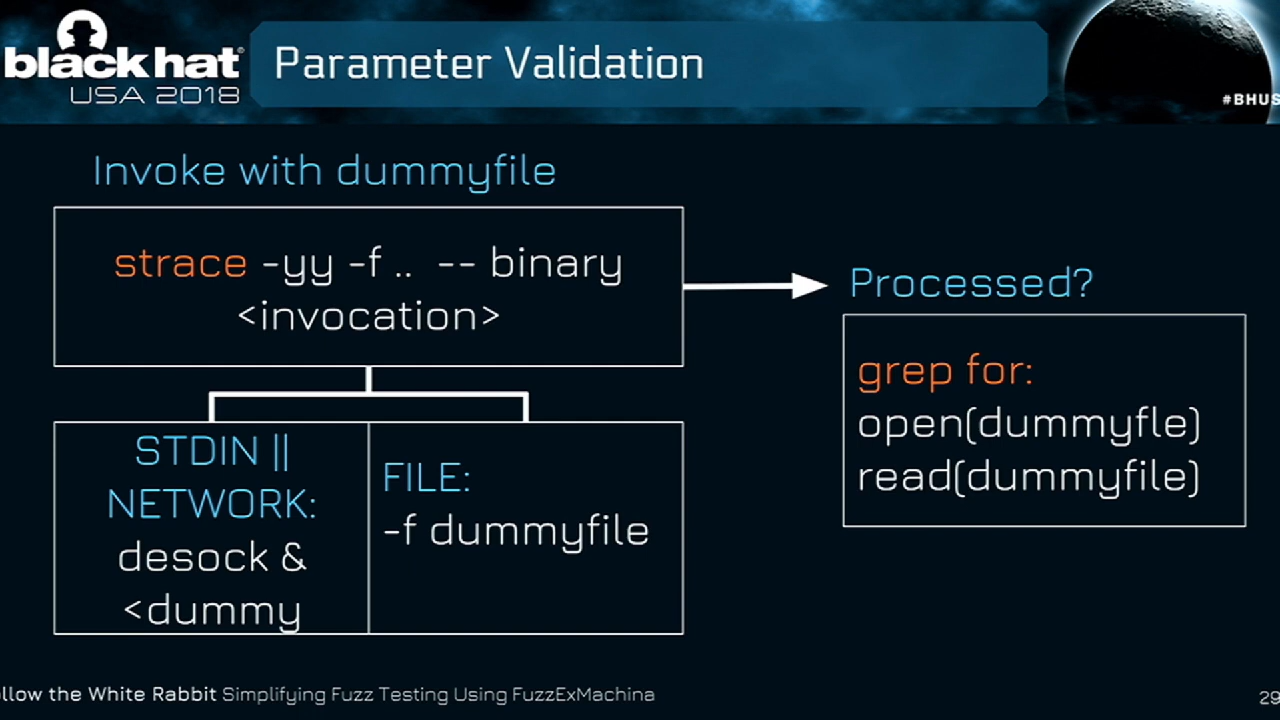 black hat®
USA 2018
Parameter Validation
#BHUS
Invoke with dummyfile
strace -yy -f .. -- binary
<invocation>
Processed?
grep for:
open(dummyfle)
read(dummyfile)
STDIN ||
NETWORK:
desock &
<dummy
FILE:
-f dummyfile
llow the White Rabbit Simplifying Fuzz Testing Using FuzzExMachina
29